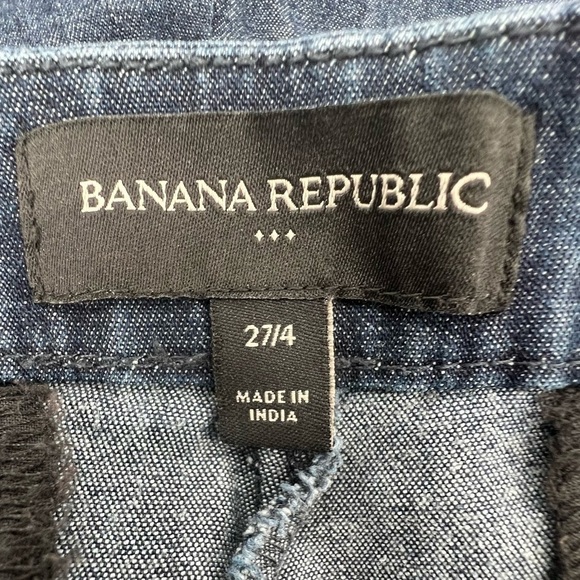 BANANA REPUBLIC
27/4
MADE IN
INDIA